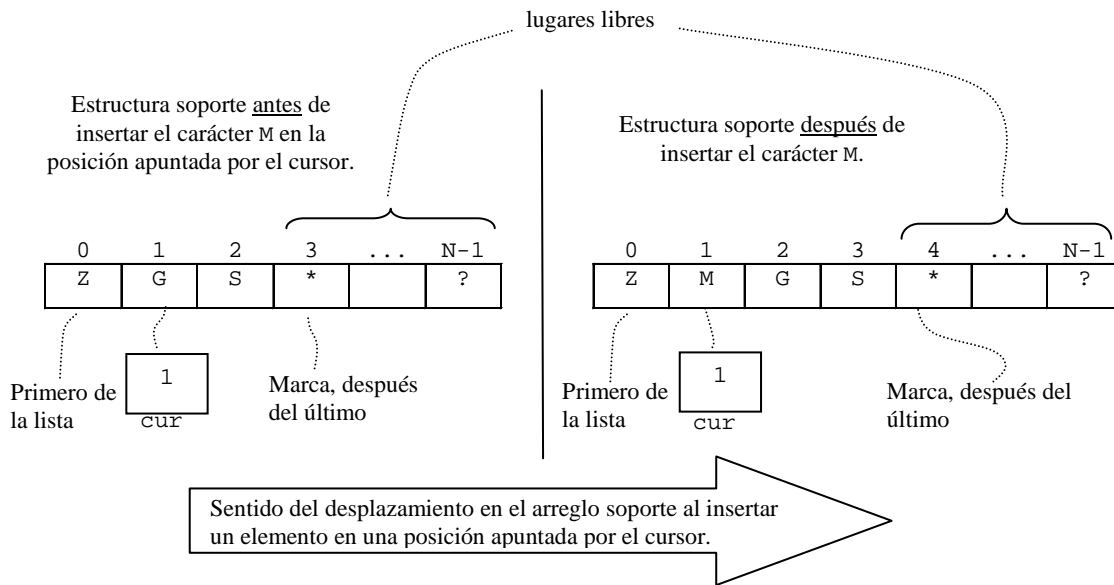 lugares libres
Estructura soporte antes de
insertar el carácter M en la
posición apuntada por el cursor.
0 1 2 3 ... N-1
Z G S * ?
1
cur
Primero de
la lista
Marca, después
del último
Estructura soporte después de
insertar el carácter M.
0 1 2 3 4 ... N-1
Z M G S * ?
1
cur
Primero de
la lista
Marca, después del
último
Sentido del desplazamiento en el arreglo soporte al insertar
un elemento en una posición apuntada por el cursor.